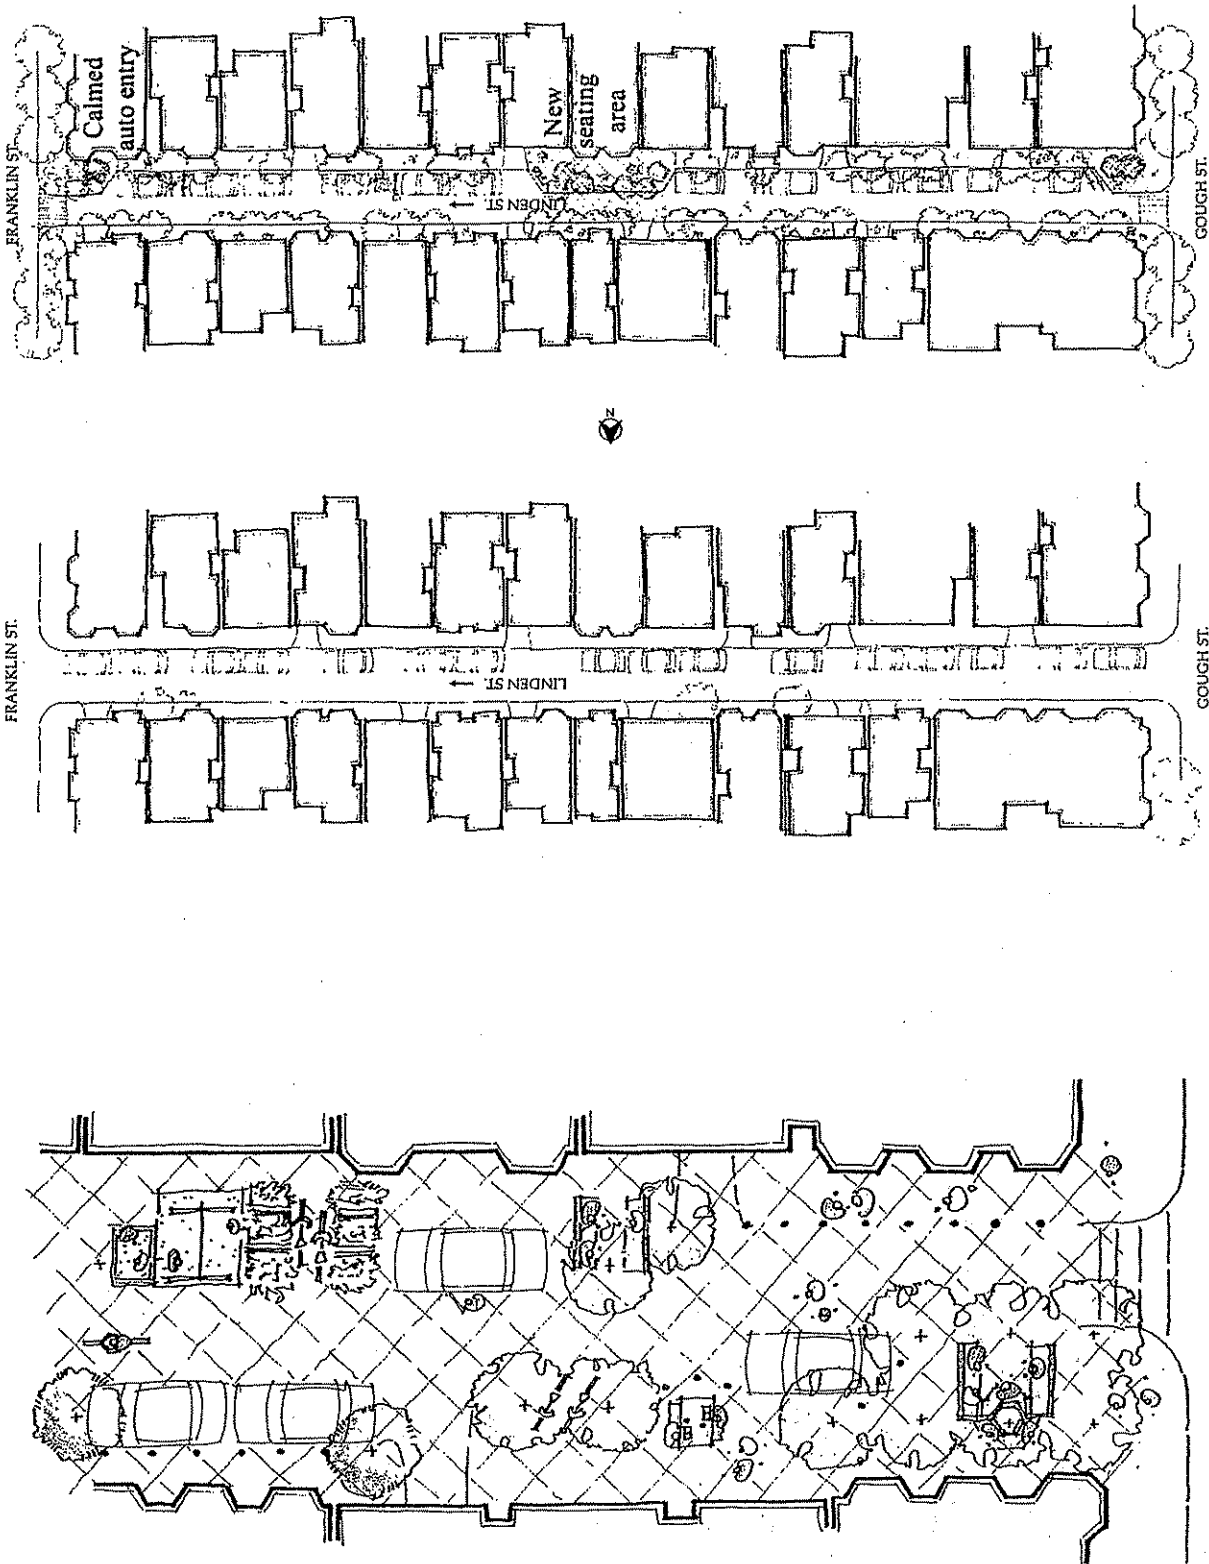 FRANKLIN ST.
Calmed
auto entry
New
seating
area
LINDEN ST.
GOUGH ST.
N
FRANKLIN ST.
LINDEN ST.
GOUGH ST.